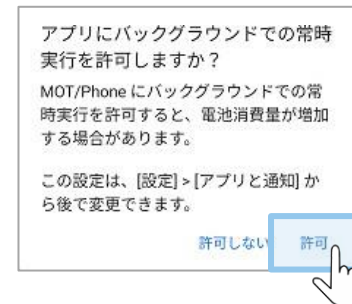 アプリにバックグラウンドでの常時
実行を許可しますか？
MOT/Phone にバックグラウンドでの常
時実行を許可すると、電池消費量が増加
する場合があります。
この設定は、[設定] > [アプリと通知] か
ら後で変更できます。
許可しない 許可